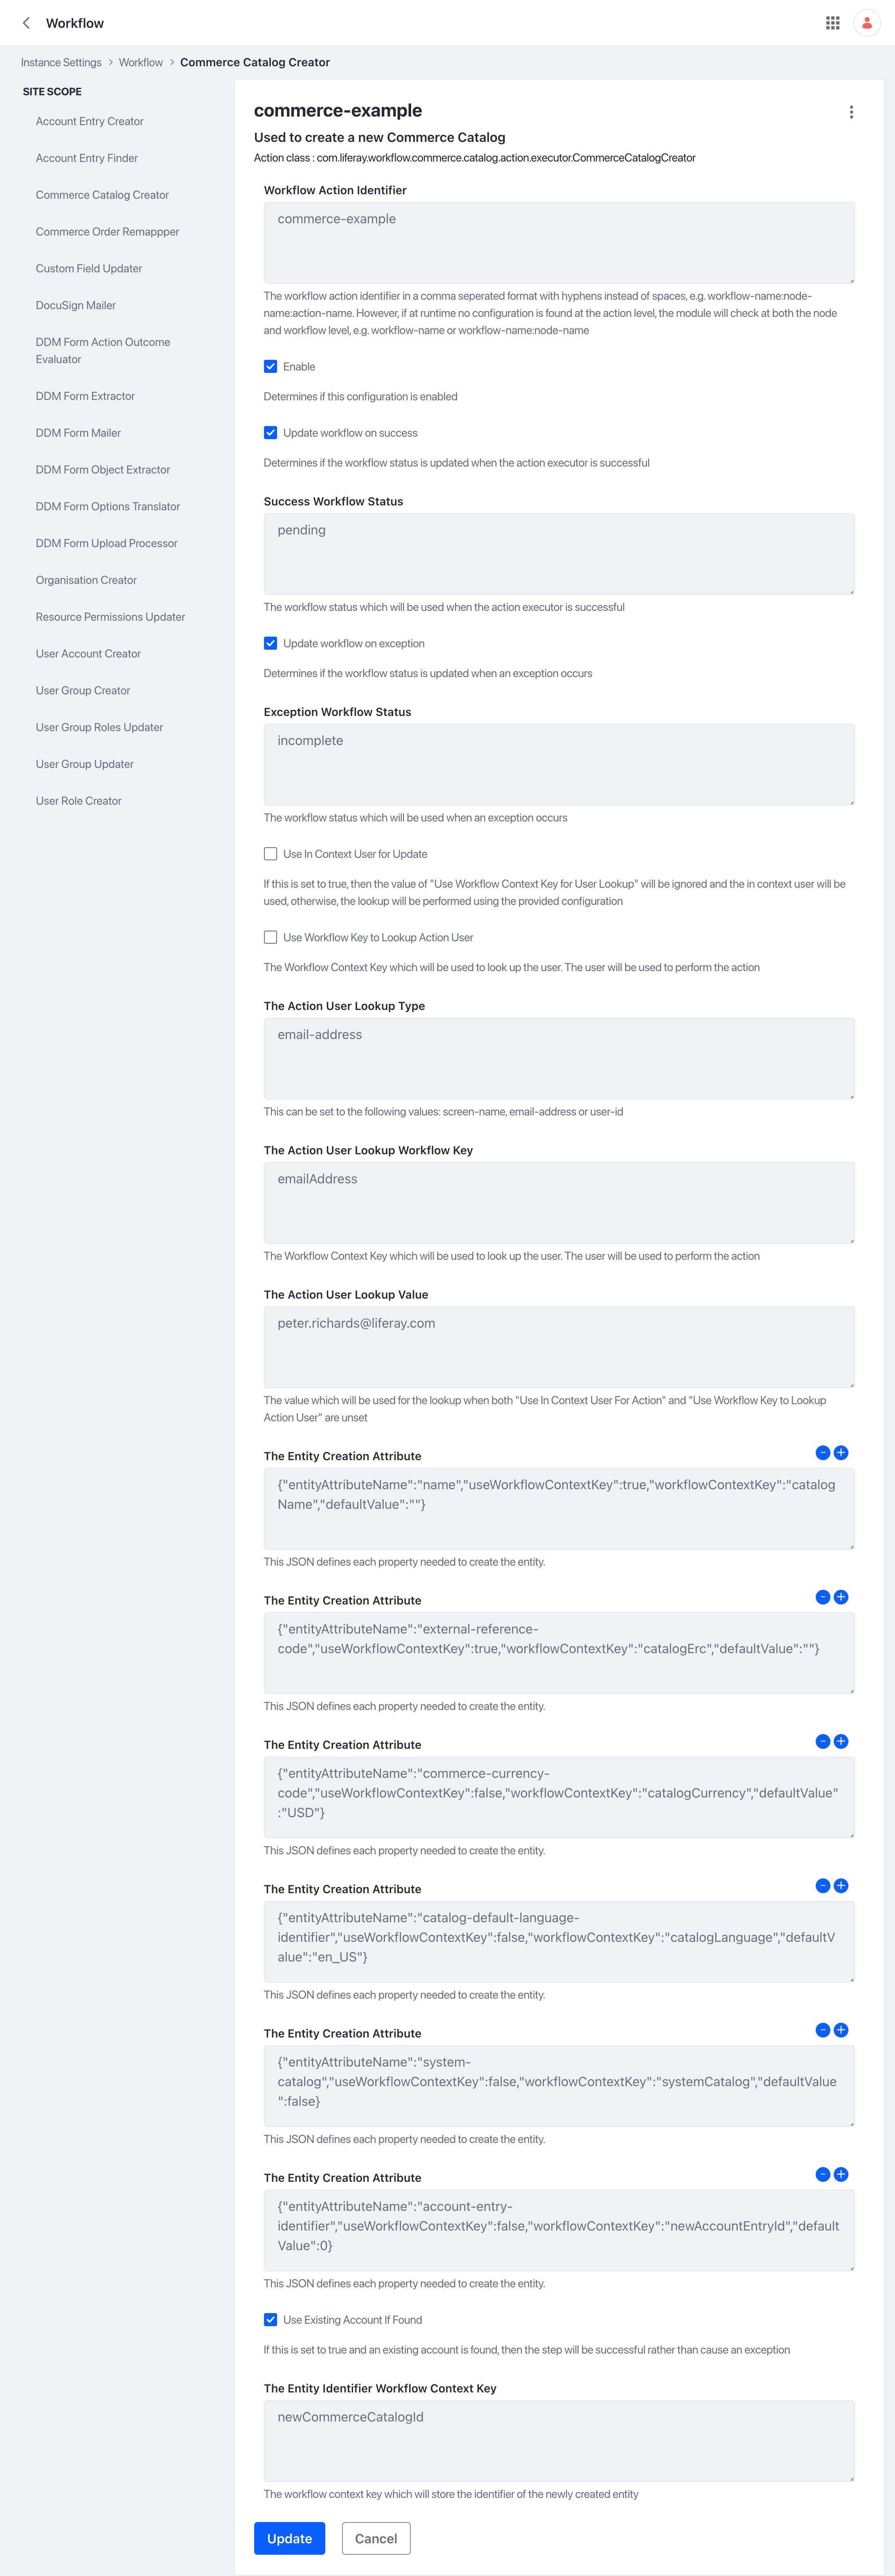 Workflow
Instance Settings > Workflow > Commerce Catalog Creator
SITE SCOPE
Account Entry Creator
Account Entry Finder
Commerce Catalog Creator
Commerce Order Remappper
Custom Field Updater
DocuSign Mailer
DDM Form Action Outcome
Evaluator
DDM Form Extractor
DDM Form Mailer
DDM Form Object Extractor
DDM Form Options Translator
DDM Form Upload Processor
Organisation Creator
Resource Permissions Updater
User Account Creator
User Group Creator
User Group Roles Updater
User Group Updater
User Role Creator
commerce-example
Used to create a new Commerce Catalog
Action class : com.liferay.workflow.commerce.catalog.action.executor.CommerceCatalogCreator
Workflow Action Identifier
commerce-example
The workflow action identifier in a comma seperated format with hyphens instead of spaces, e.g. workflow-name:node-
name:action-name. However, if at runtime no configuration is found at the action level, the module will check at both the node
and workflow level, e.g. workflow-name or workflow-name:node-name
Enable
Determines if this configuration is enabled
Update workflow on success
Determines if the workflow status is updated when the action executor is successful
Success Workflow Status
pending
The workflow status which will be used when the action executor is successful
Update workflow on exception
Determines if the workflow status is updated when an exception occurs
Exception Workflow Status
incomplete
The workflow status which will be used when an exception occurs
Use In Context User for Update
If this is set to true, then the value of "Use Workflow Context Key for User Lookup" will be ignored and the in context user will be
used, otherwise, the lookup will be performed using the provided configuration
Use Workflow Key to Lookup Action User
The Workflow Context Key which will be used to look up the user. The user will be used to perform the action
The Action User Lookup Type
email-address
This can be set to the following values: screen-name, email-address or user-id
The Action User Lookup Workflow Key
emailAddress
The Workflow Context Key which will be used to look up the user. The user will be used to perform the action
The Action User Lookup Value
peter.richards@liferay.com
The value which will be used for the lookup when both "Use In Context User For Action" and "Use Workflow Key to Lookup
Action User" are unset
The Entity Creation Attribute
{"entityAttributeName":"name","useWorkflowContextKey":true,"workflowContextKey":"catalog
Name","defaultValue":""}
This JSON defines each property needed to create the entity.
The Entity Creation Attribute
{"entityAttributeName":"external-reference-
code","useWorkflowContextKey":true,"workflowContextKey":"catalogErc","defaultValue":""}
This JSON defines each property needed to create the entity.
The Entity Creation Attribute
{"entityAttributeName":"commerce-currency-
code","useWorkflowContextKey":false,"workflowContextKey":"catalogCurrency","defaultValue"
:"USD"}
This JSON defines each property needed to create the entity.
The Entity Creation Attribute
{"entityAttributeName":"catalog-default-language-
identifier","useWorkflowContextKey":false,"workflowContextKey":"catalogLanguage","defaultV
alue":"en_US"}
This JSON defines each property needed to create the entity.
The Entity Creation Attribute
{"entityAttributeName":"system-
catalog","useWorkflowContextKey":false,"workflowContextKey":"systemCatalog","defaultValue
":false}
This JSON defines each property needed to create the entity.
The Entity Creation Attribute
{"entityAttributeName":"account-entry-
identifier","useWorkflowContextKey":false,"workflowContextKey":"newAccountEntryId","default
Value":0}
This JSON defines each property needed to create the entity.
Use Existing Account If Found
If this is set to true and an existing account is found, then the step will be successful rather than cause an exception
The Entity Identifier Workflow Context Key
newCommerceCatalogId
The workflow context key which will store the identifier of the newly created entity
Update
Cancel